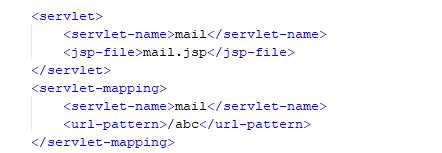 <servlet>
<servlet-name>mail</servlet-name>
<jsp-file>mail.jsp</jsp-file>
</servlet>
<servlet-mapping>
<servlet-name>mail</servlet-name>
<url-pattern>/abc</url-pattern>
</servlet-mapping>